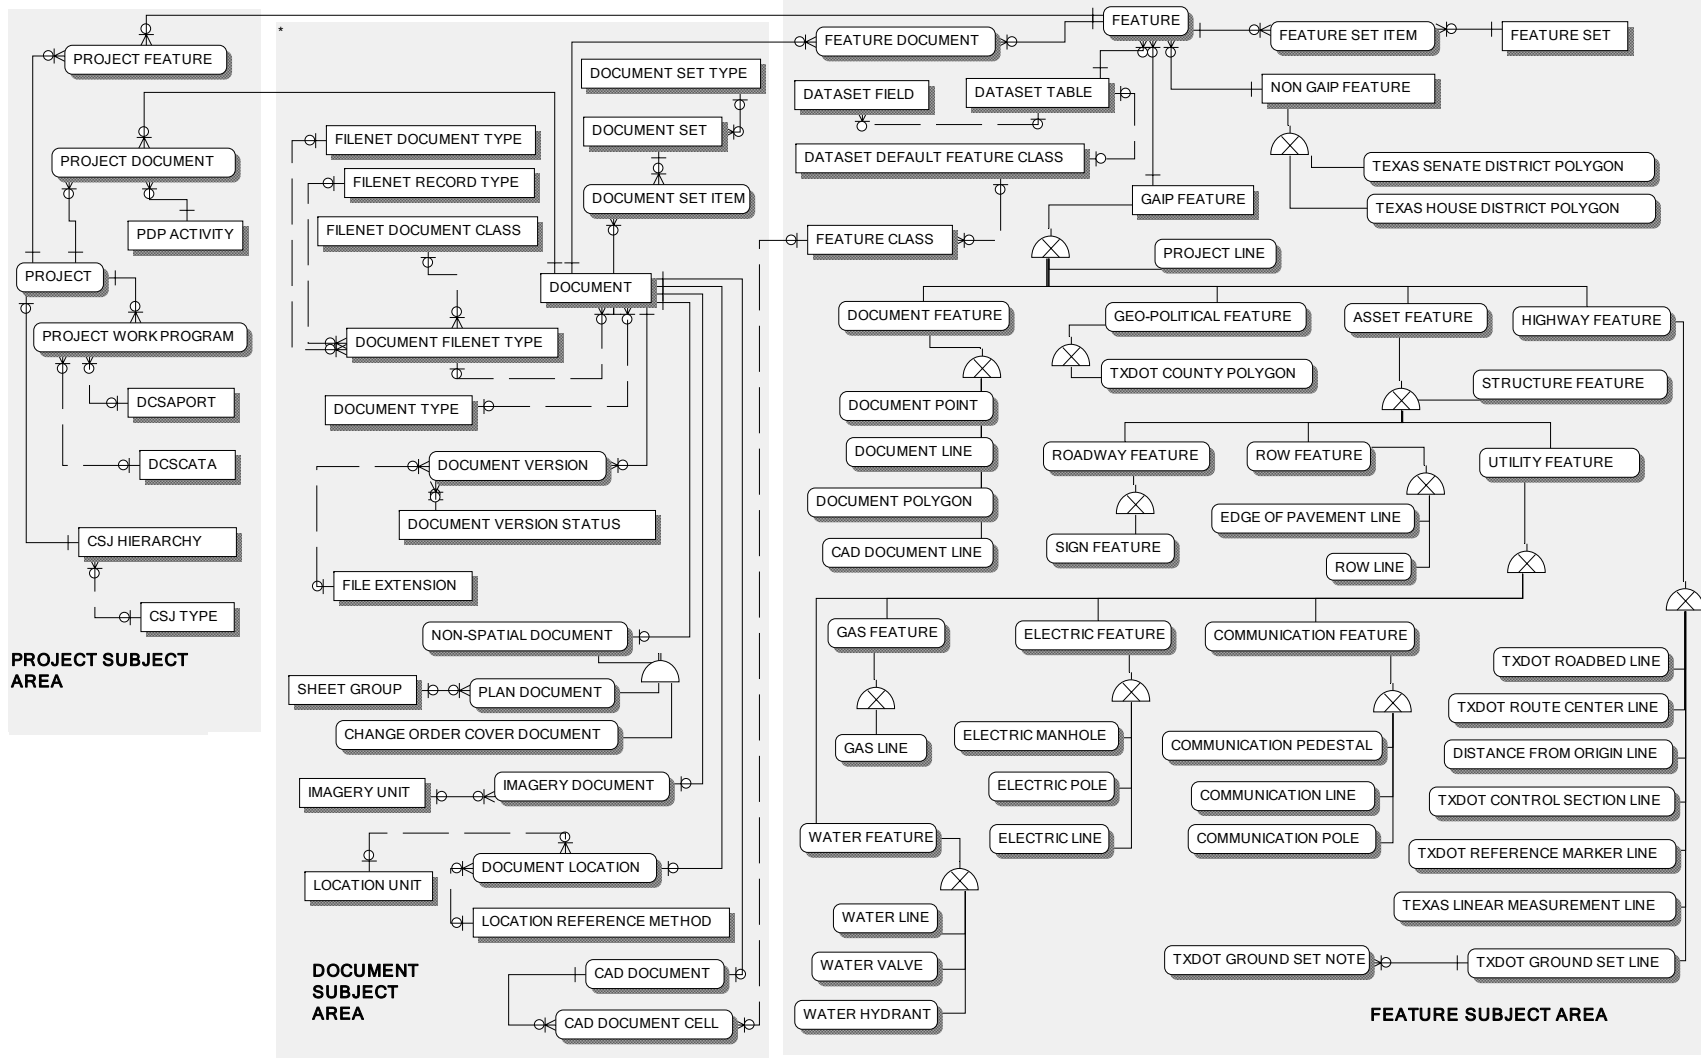 PROJECT FEATURE
PROJECT DOCUMENT
PDP ACTIVITY
PROJECT
PROJECT WORK PROGRAM
DCSAPORT
DCSCATA
CSJ HIERARCHY
CSJ TYPE
PROJECT SUBJECT
AREA
*
DOCUMENT SET TYPE
FILENET DOCUMENT TYPE
DOCUMENT SET
FILENET RECORD TYPE
DOCUMENT SET ITEM
FILENET DOCUMENT CLASS
DOCUMENT
DOCUMENT FILENET TYPE
DOCUMENT TYPE
DOCUMENT VERSION
DOCUMENT VERSION STATUS
FILE EXTENSION
NON-SPATIAL DOCUMENT
SHEET GROUP
PLAN DOCUMENT
CHANGE ORDER COVER DOCUMENT
IMAGERY UNIT
IMAGERY DOCUMENT
DOCUMENT LOCATION
LOCATION UNIT
LOCATION REFERENCE METHOD
CAD DOCUMENT
CAD DOCUMENT CELL
DOCUMENT
SUBJECT
AREA
FEATURE
FEATURE DOCUMENT
FEATURE SET ITEM
FEATURE SET
DATASET FIELD
DATASET TABLE
NON GAIP FEATURE
DATASET DEFAULT FEATURE CLASS
TEXAS SENATE DISTRICT POLYGON
GAIP FEATURE
TEXAS HOUSE DISTRICT POLYGON
FEATURE CLASS
PROJECT LINE
DOCUMENT FEATURE
GEO-POLITICAL FEATURE
ASSET FEATURE
HIGHWAY FEATURE
TXDOT COUNTY POLYGON
STRUCTURE FEATURE
DOCUMENT POINT
DOCUMENT LINE
DOCUMENT POLYGON
CAD DOCUMENT LINE
ROADWAY FEATURE
ROW FEATURE
UTILITY FEATURE
EDGE OF PAVEMENT LINE
SIGN FEATURE
ROW LINE
GAS FEATURE
ELECTRIC FEATURE
COMMUNICATION FEATURE
GAS LINE
ELECTRIC MANHOLE
ELECTRIC POLE
ELECTRIC LINE
COMMUNICATION PEDESTAL
COMMUNICATION LINE
COMMUNICATION POLE
WATER FEATURE
WATER LINE
WATER VALVE
WATER HYDRANT
TXDOT ROADBED LINE
TXDOT ROUTE CENTER LINE
DISTANCE FROM ORIGIN LINE
TXDOT CONTROL SECTION LINE
TXDOT REFERENCE MARKER LINE
TEXAS LINEAR MEASUREMENT LINE
TXDOT GROUND SET NOTE
TXDOT GROUND SET LINE
FEATURE SUBJECT AREA